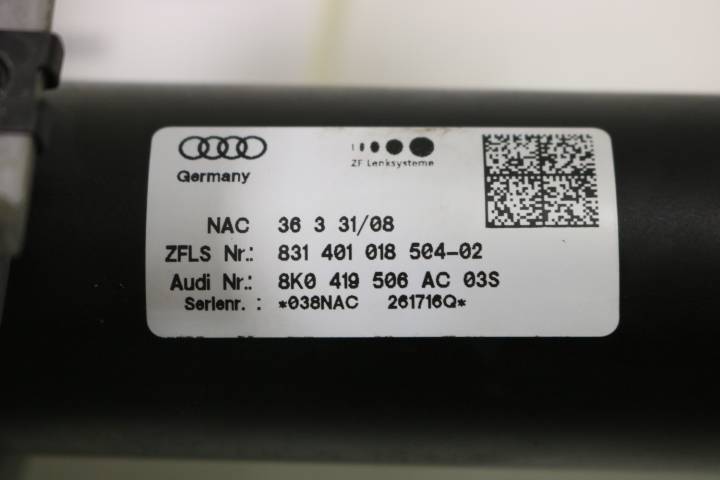 Germany
ZF Lenksysteme
NAC 36 3 31/08
ZFLS Nr.: 831 401 018 504-02
Audi Nr.: 8K0 419 506 AC 03S
Serienr. : *038NAC 261716Q*